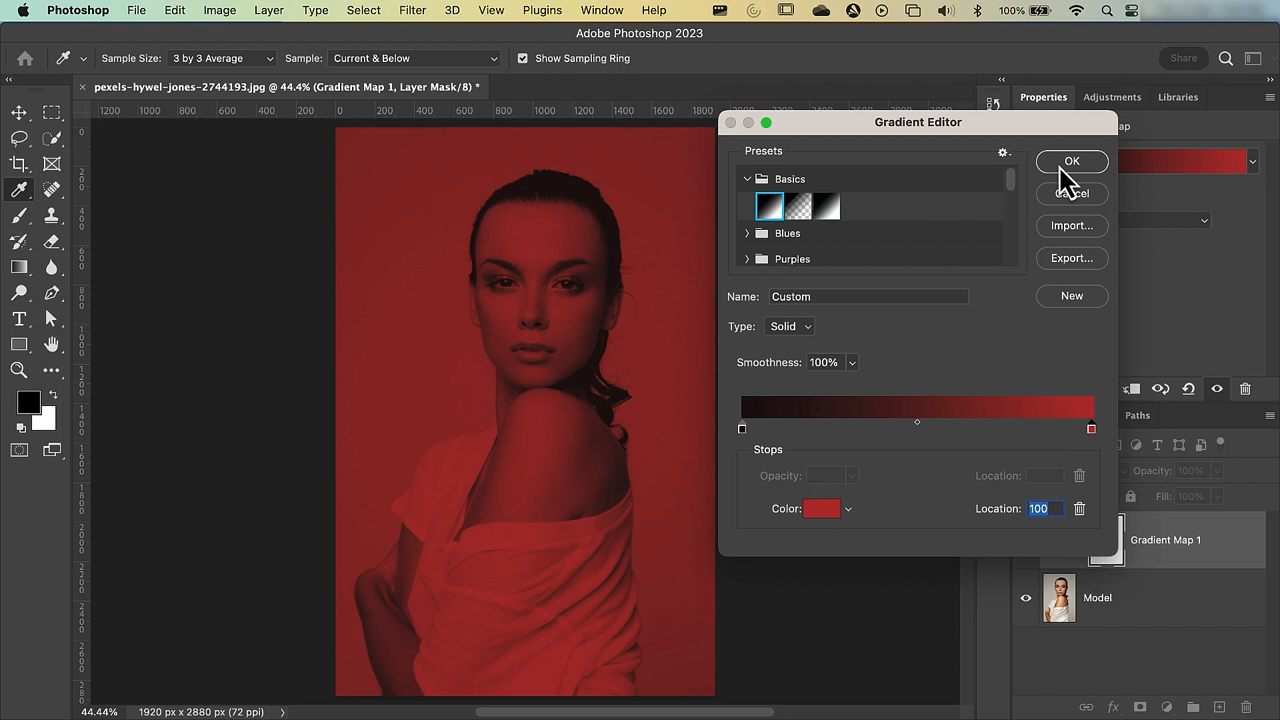 Photoshop File Edit Image Layer Type Select Filter 3D View Plugins Window Help 100%
Adobe Photoshop 2023
Sample Size: 3 by 3 Average Sample: Current & Below Show Sampling Ring Share
pexels-hywel-jones-2744193.jpg @ 44.4% (Gradient Map 1, Layer Mask/8) *
Properties Adjustments Libraries
1200 1000 800 600 400 200 0 200 400 600 800 1000 1200 1400 1600 1800
Gradient Editor
Presets
OK
Basics
Cancel
Import...
Blues
Export...
Purples
Name: Custom
New
Type: Solid
Smoothness: 100%
Paths
Stops
Opacity: Location:
Opacity: 100%
Fill: 100%
Color: Location: 100
Gradient Map 1
Model
44.44% 1920 px x 2880 px (72 ppi)